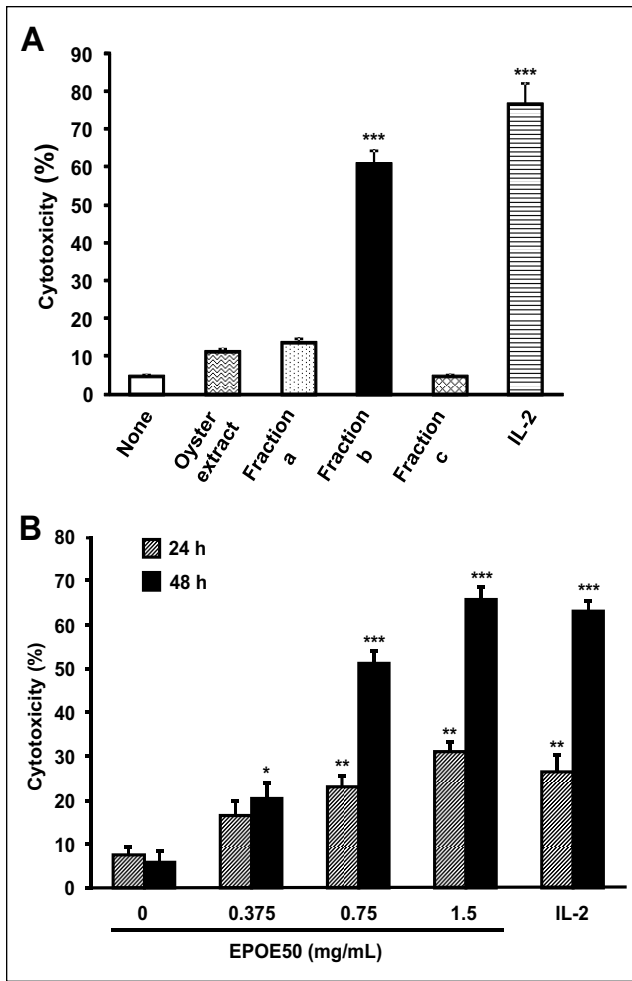 A
Cytotoxicity (%)
90
80
70
60
50
40
30
20
10
0
***
***
None
Oyster
extract
Fraction
a
Fraction
b
Fraction
c
IL-2
B
Cytotoxicity (%)
80
70
60
50
40
30
20
10
0
24 h
48 h
*
**
***
**
***
**
***
0 0.375 0.75 1.5 IL-2
EPOE50 (mg/mL)